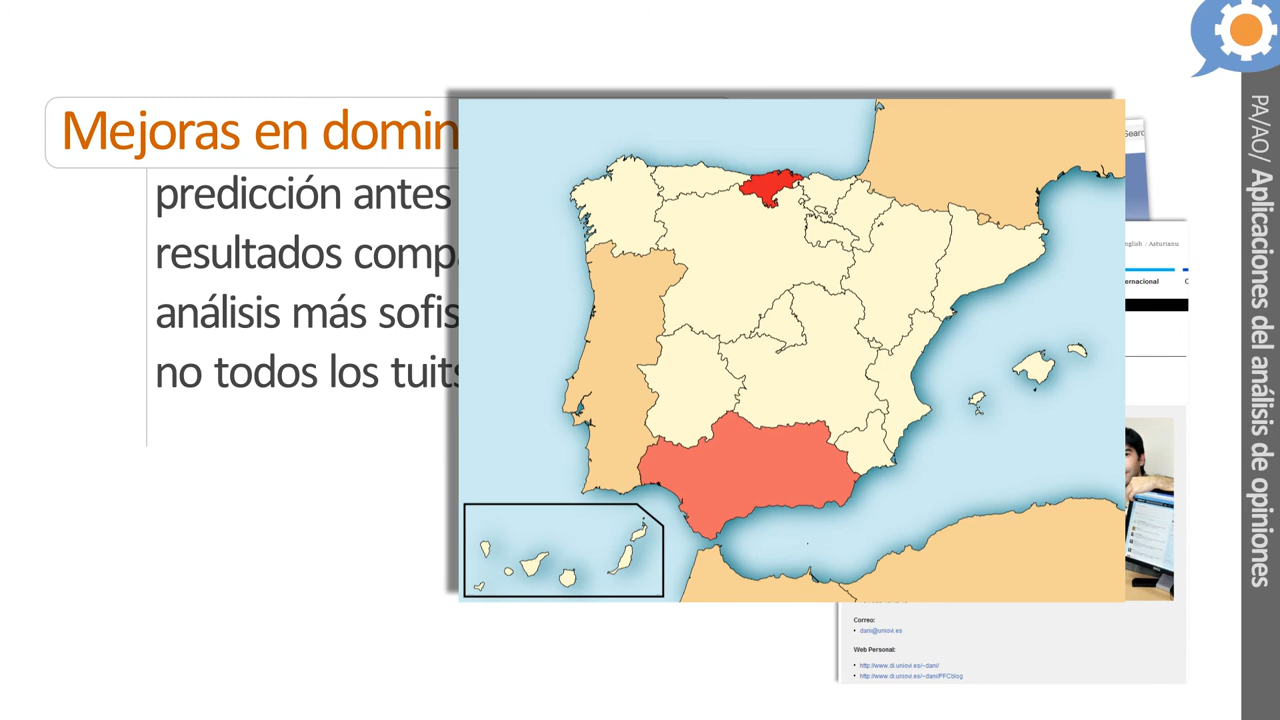 Mejoras en domin
predicción antes
resultados comp
análisis más sofis
no todos los tuits
Sear
nglish / Asturianu
ernacional
Correo:
• dani@uniovi.es
Web Personal:
• http://www.di.uniovi.es/~dani/
• http://www.di.uniovi.es/~dani/PFCblog
PA/AO/ Aplicaciones del análisis de opiniones